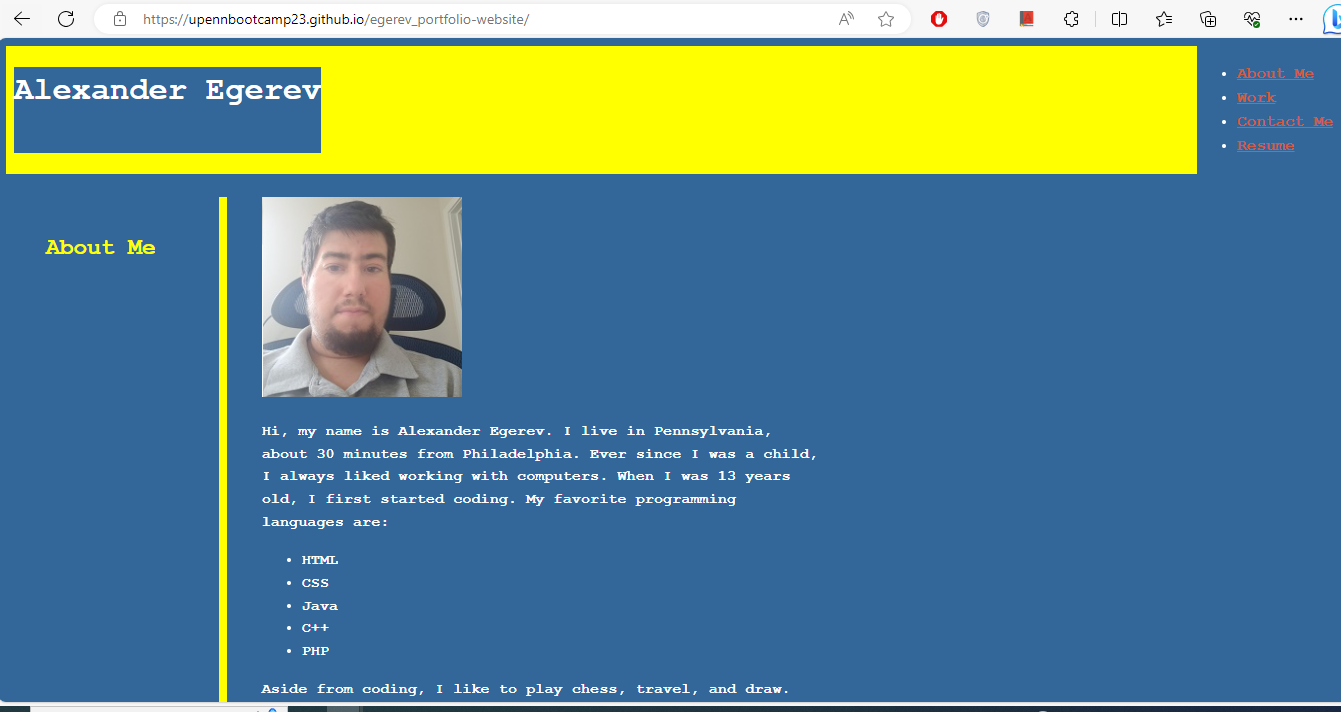 https://upennbootcamp23.github.io/egerev_portfolio-website/
Alexander Egerev
About Me
Work
Contact Me
Resume
About Me
Hi, my name is Alexander Egerev. I live in Pennsylvania,
about 30 minutes from Philadelphia. Ever since I was a child,
I always liked working with computers. When I was 13 years
old, I first started coding. My favorite programming
languages are:
HTML
CSS
Java
C++
PHP
Aside from coding, I like to play chess, travel, and draw.